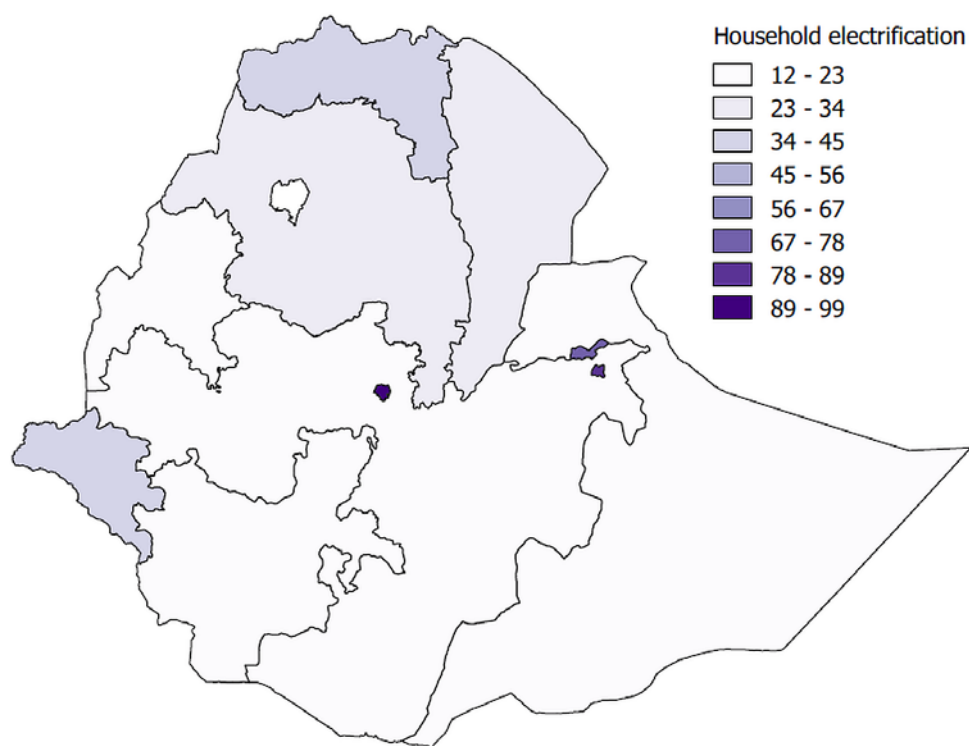 Household electrification
12 - 23
23 - 34
34 - 45
45 - 56
56 - 67
67 - 78
78 - 89
89 - 99